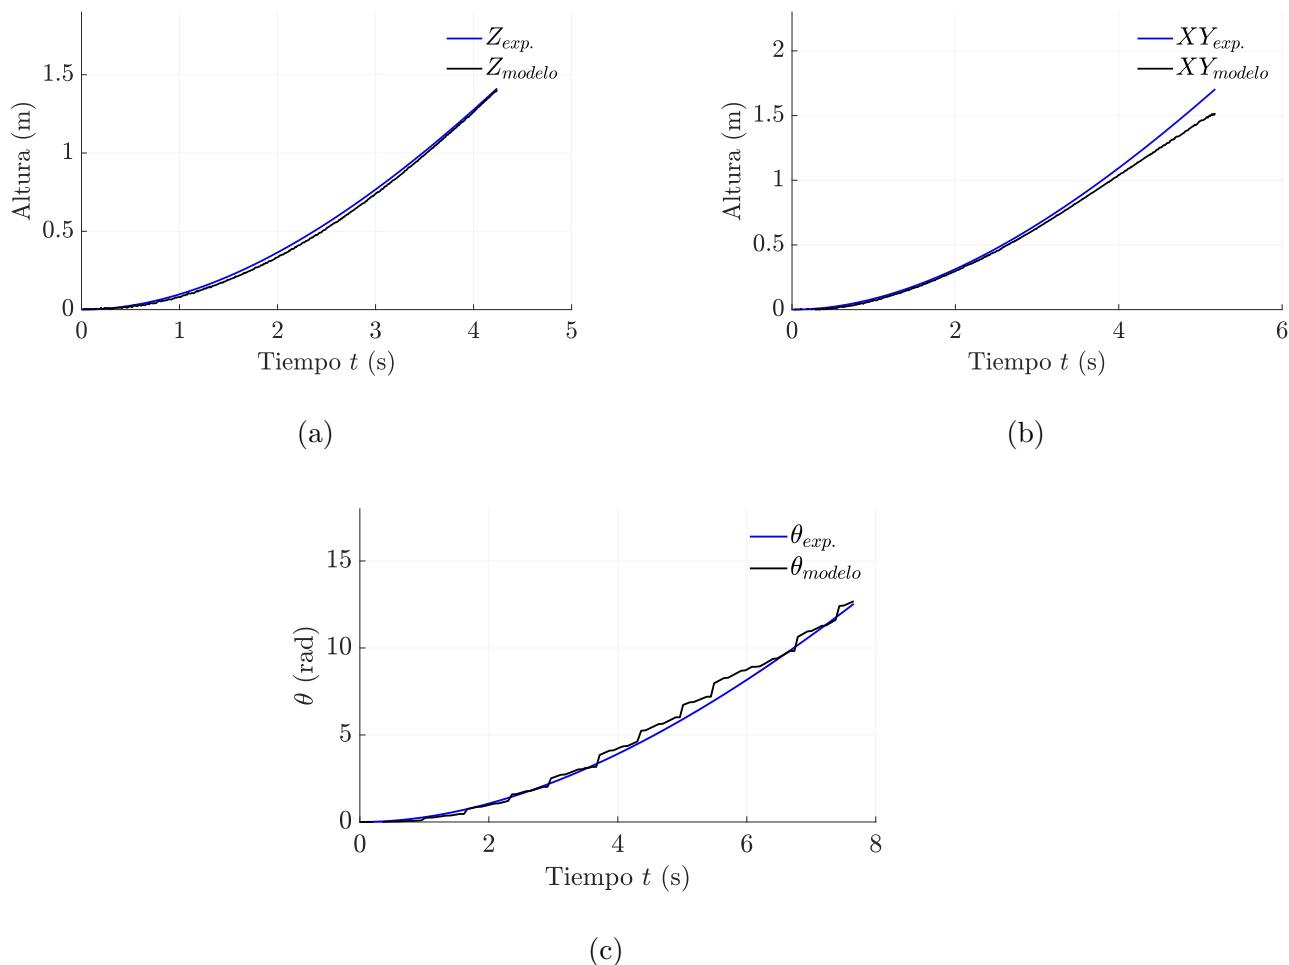 Z_exp.
Z_modelo
Altura (m)
1.5
1
0.5
0
0 1 2 3 4 5
Tiempo t (s)
(a)
XY_exp.
XY_modelo
Altura (m)
2
1.5
1
0.5
0
0 2 4 6
Tiempo t (s)
(b)
θ_exp.
θ_modelo
θ (rad)
15
10
5
0
0 2 4 6 8
Tiempo t (s)
(c)